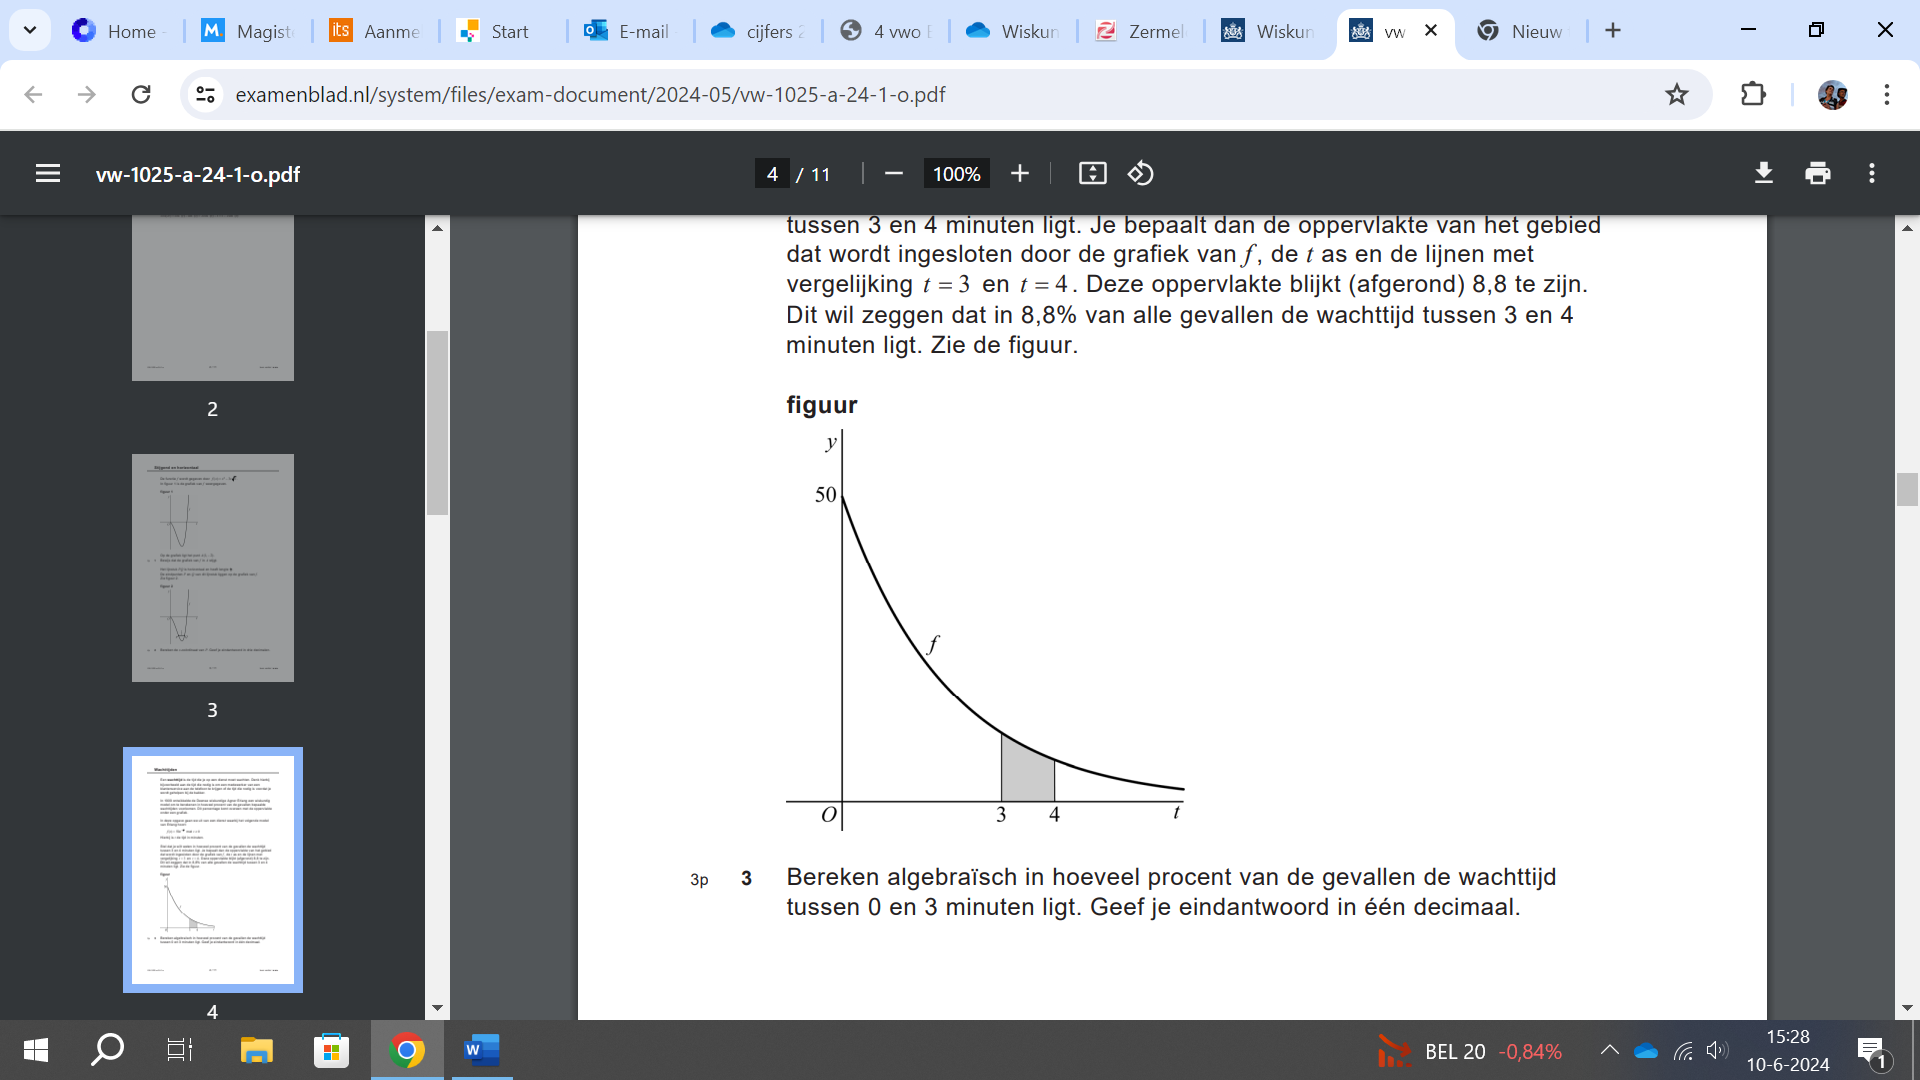 Home
Magist
its Aanme
Start
E-mail
cijfers 2
4 vwo E
Wiskun
Zermel
Wiskun
vw
Nieuw
examenblad.nl/system/files/exam-document/2024-05/vw-1025-a-24-1-o.pdf
vw-1025-a-24-1-o.pdf
4 / 11
100%
2
3
4
tussen 3 en 4 minuten ligt. Je bepaalt dan de oppervlakte van het gebied
dat wordt ingesloten door de grafiek van f, de t as en de lijnen met
vergelijking t = 3 en t = 4. Deze oppervlakte blijkt (afgerond) 8,8 te zijn.
Dit wil zeggen dat in 8,8% van alle gevallen de wachttijd tussen 3 en 4
minuten ligt. Zie de figuur.
figuur
y
50
f
O
3
4
t
3p 3 Bereken algebraïsch in hoeveel procent van de gevallen de wachttijd
tussen 0 en 3 minuten ligt. Geef je eindantwoord in één decimaal.
BEL 20 -0,84%
15:28
10-6-2024
1